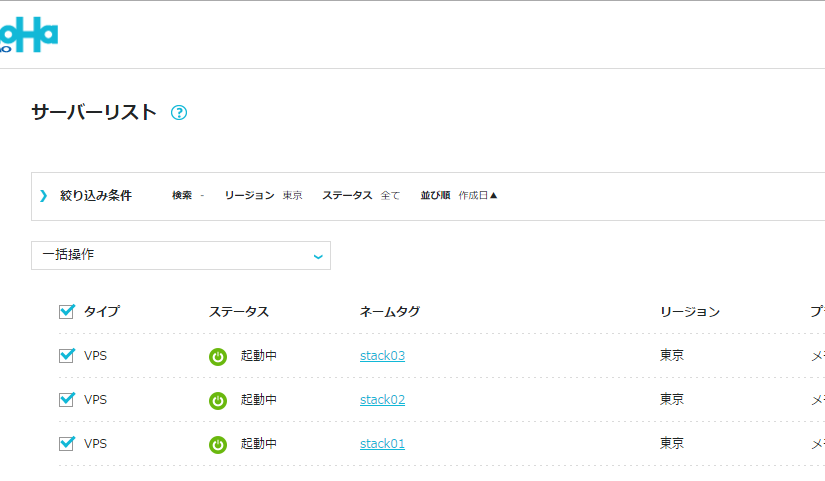 oHa
サーバーリスト ?
絞り込み条件 検索 - リージョン 東京 ステータス 全て 並び順 作成日▲
一括操作
タイプ ステータス ネームタグ リージョン プ
VPS 起動中 stack03 東京 メ
VPS 起動中 stack02 東京 メ
VPS 起動中 stack01 東京 メ